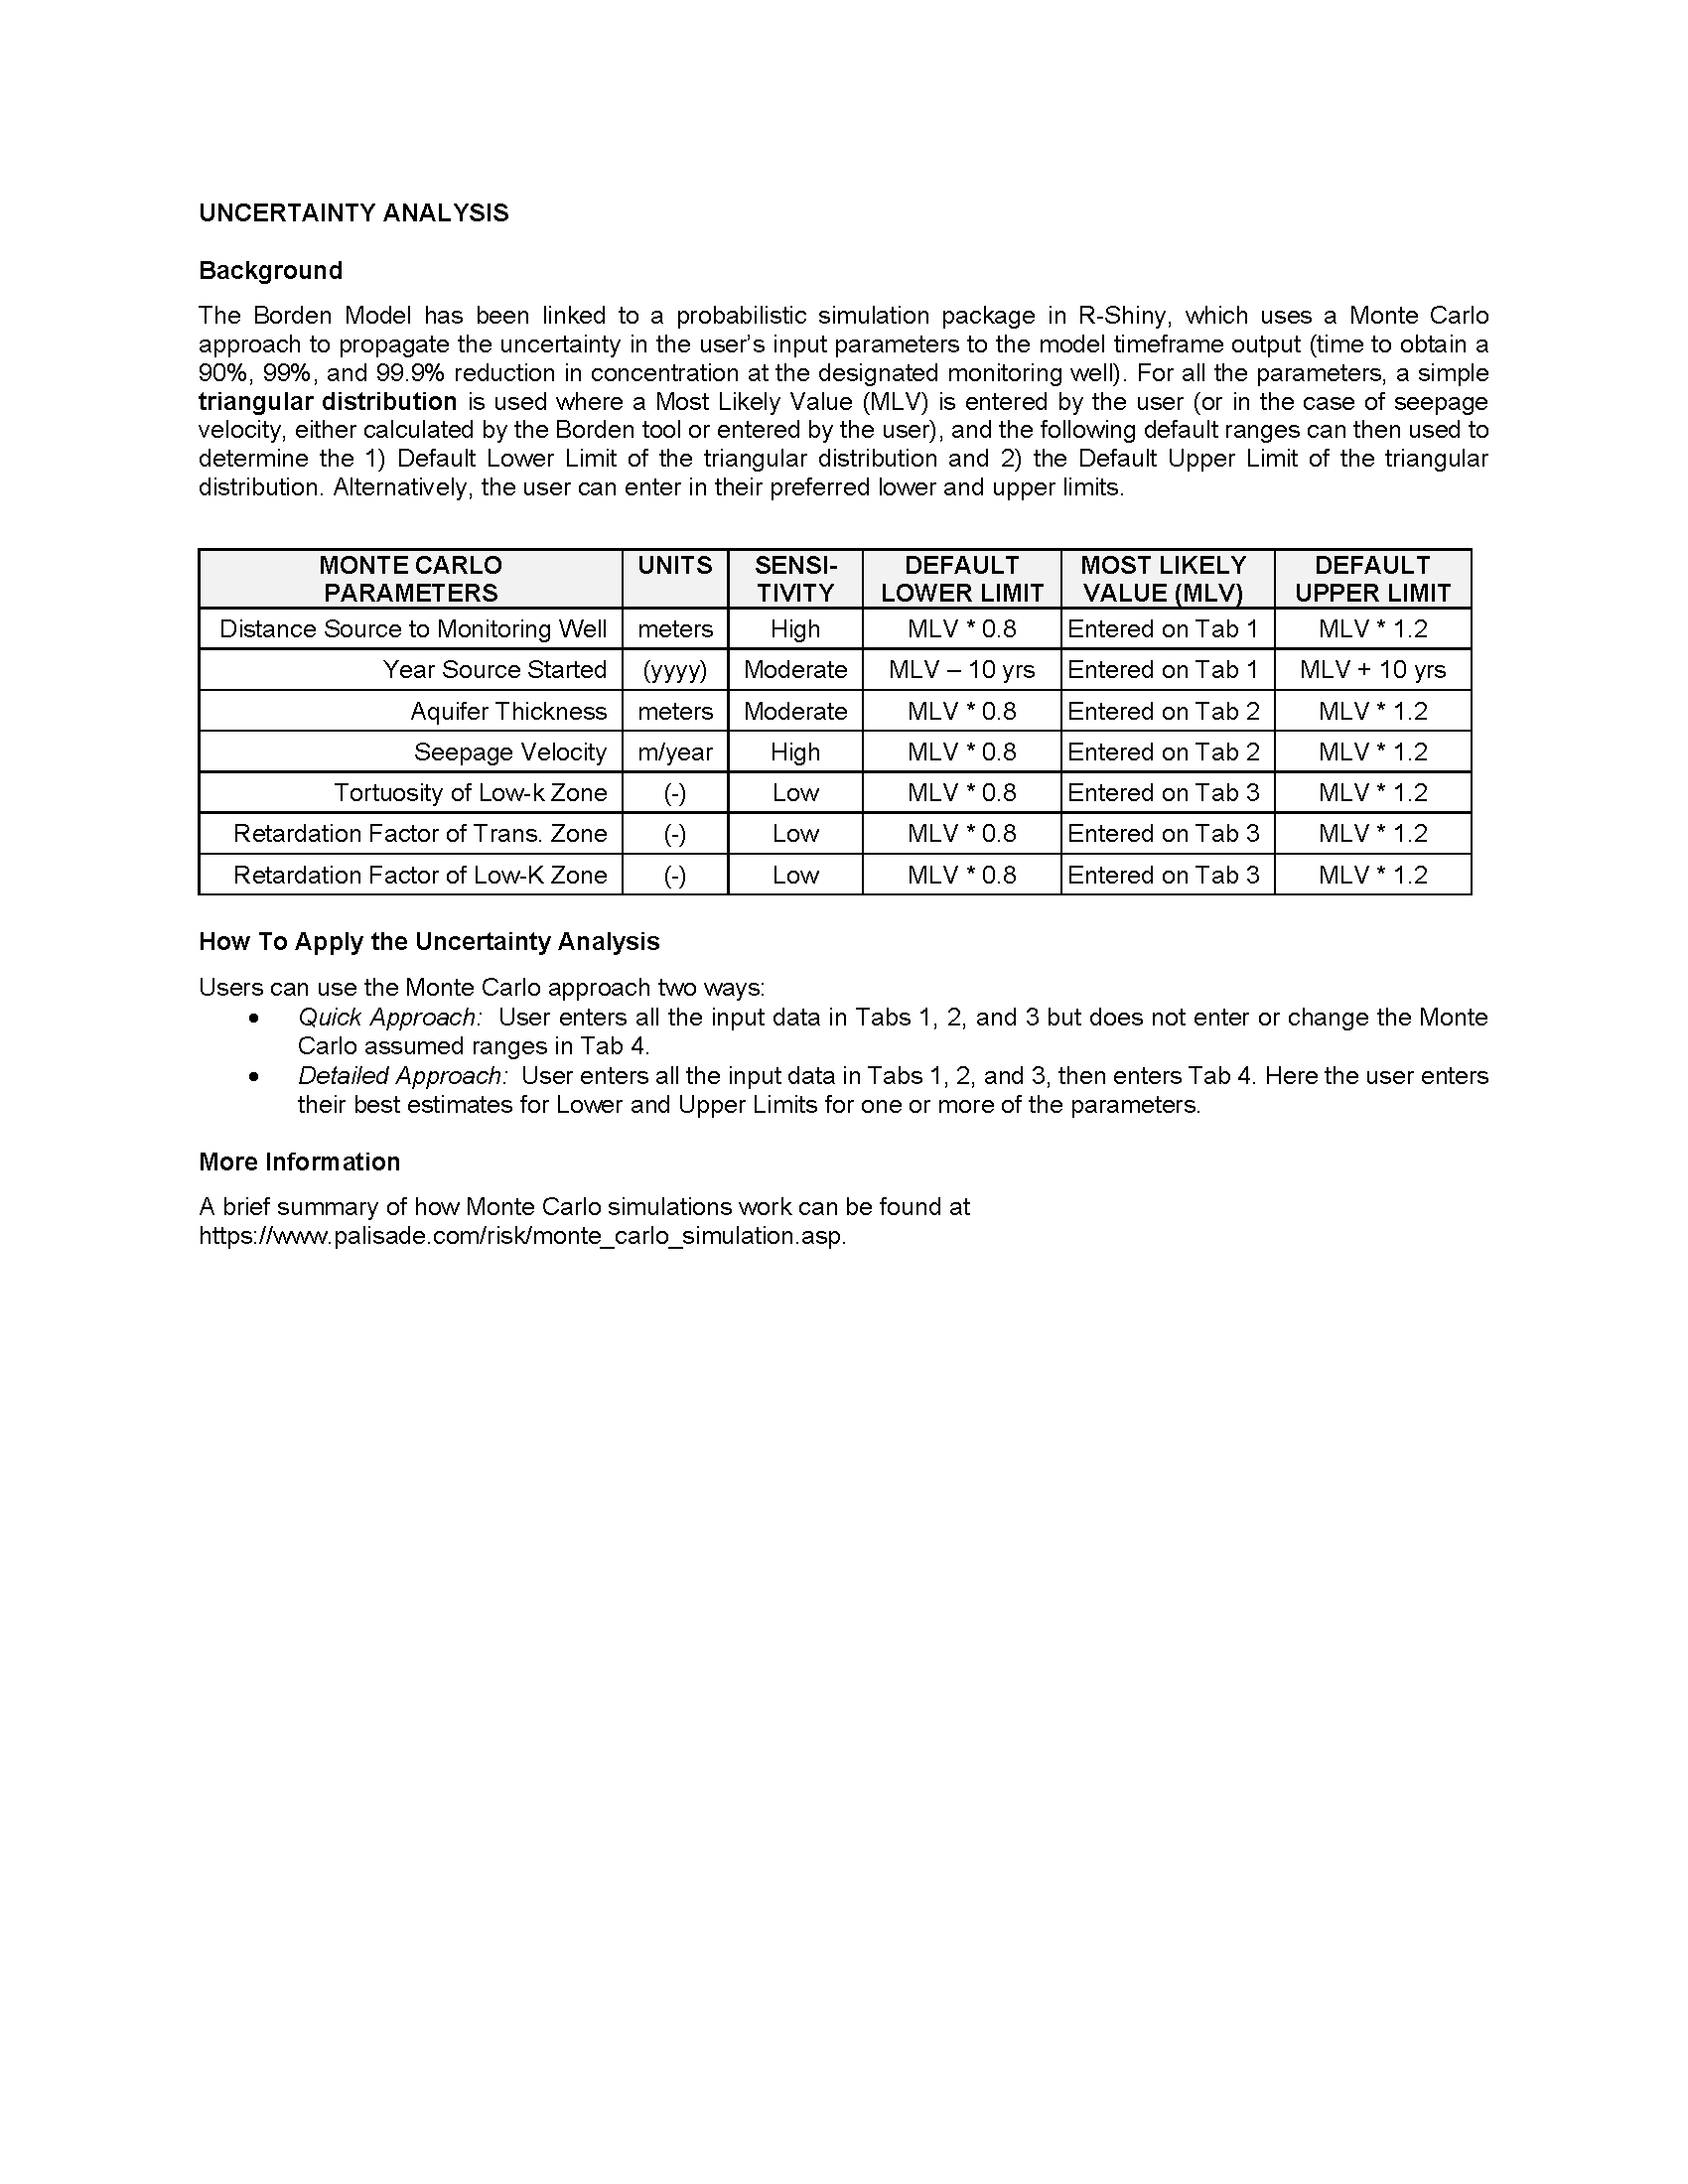 UNCERTAINTY ANALYSIS
Background
The Borden Model has been linked to a probabilistic simulation package in R-Shiny, which uses a Monte Carlo
approach to propagate the uncertainty in the user’s input parameters to the model timeframe output (time to obtain a
90%, 99%, and 99.9% reduction in concentration at the designated monitoring well). For all the parameters, a simple
triangular distribution is used where a Most Likely Value (MLV) is entered by the user (or in the case of seepage
velocity, either calculated by the Borden tool or entered by the user), and the following default ranges can then used to
determine the 1) Default Lower Limit of the triangular distribution and 2) the Default Upper Limit of the triangular
distribution. Alternatively, the user can enter in their preferred lower and upper limits.
MONTE CARLO PARAMETERS UNITS SENSI-TIVITY DEFAULT LOWER LIMIT MOST LIKELY VALUE (MLV) DEFAULT UPPER LIMIT
Distance Source to Monitoring Well meters High MLV * 0.8 Entered on Tab 1 MLV * 1.2
Year Source Started (yyyy) Moderate MLV – 10 yrs Entered on Tab 1 MLV + 10 yrs
Aquifer Thickness meters Moderate MLV * 0.8 Entered on Tab 2 MLV * 1.2
Seepage Velocity m/year High MLV * 0.8 Entered on Tab 2 MLV * 1.2
Tortuosity of Low-k Zone (-) Low MLV * 0.8 Entered on Tab 3 MLV * 1.2
Retardation Factor of Trans. Zone (-) Low MLV * 0.8 Entered on Tab 3 MLV * 1.2
Retardation Factor of Low-K Zone (-) Low MLV * 0.8 Entered on Tab 3 MLV * 1.2
How To Apply the Uncertainty Analysis
Users can use the Monte Carlo approach two ways:
• Quick Approach: User enters all the input data in Tabs 1, 2, and 3 but does not enter or change the Monte
Carlo assumed ranges in Tab 4.
• Detailed Approach: User enters all the input data in Tabs 1, 2, and 3, then enters Tab 4. Here the user enters
their best estimates for Lower and Upper Limits for one or more of the parameters.
More Information
A brief summary of how Monte Carlo simulations work can be found at
https://www.palisade.com/risk/monte_carlo_simulation.asp.